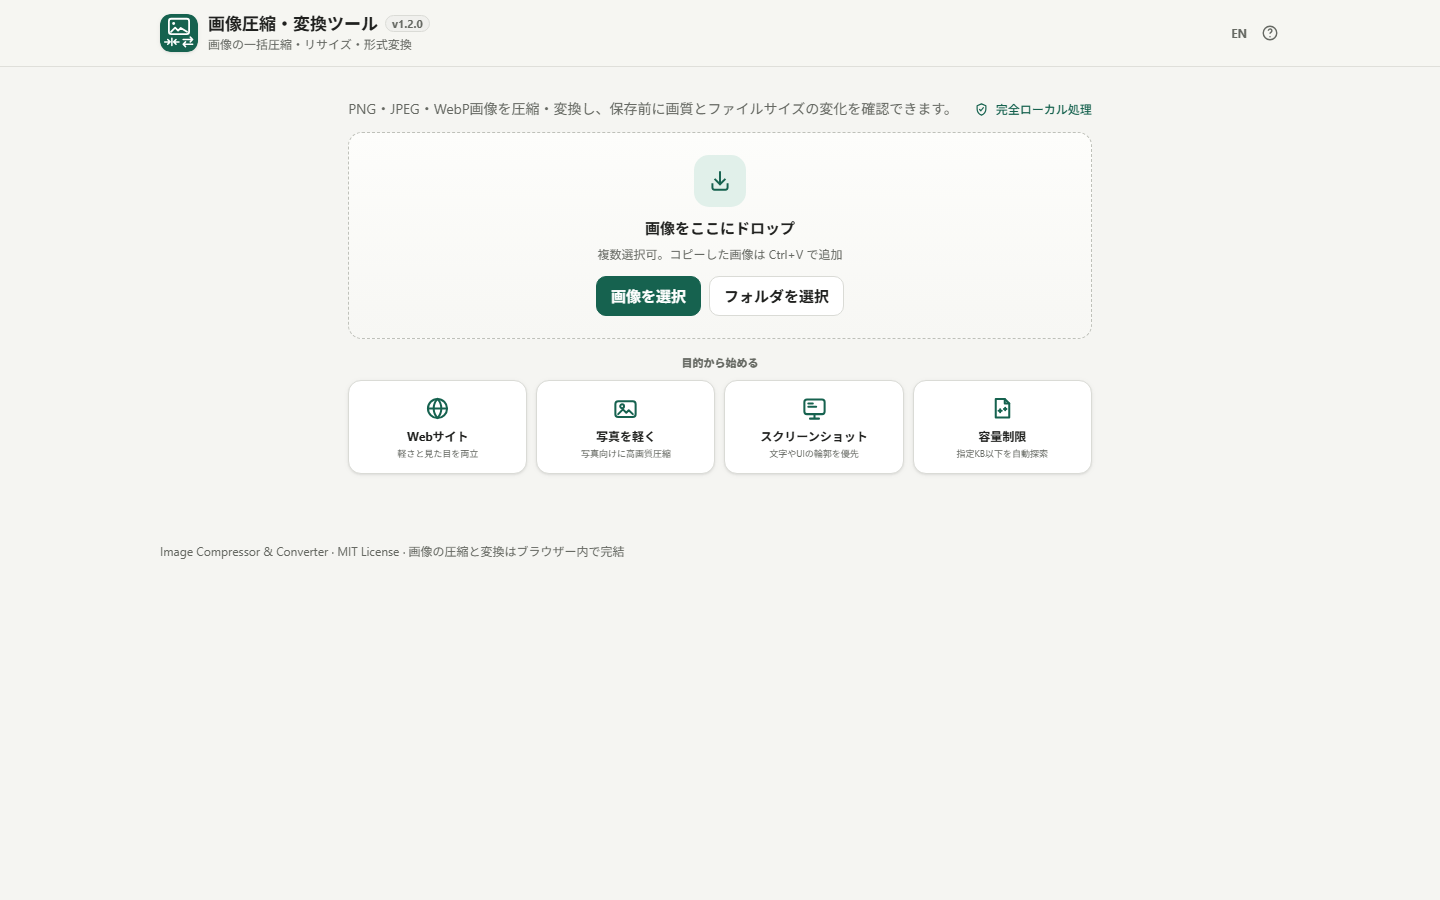 画像圧縮・変換ツール v1.2.0
画像の一括圧縮・リサイズ・形式変換
EN
PNG・JPEG・WebP画像を圧縮・変換し、保存前に画質とファイルサイズの変化を確認できます。
完全ローカル処理
画像をここにドロップ
複数選択可。コピーした画像は Ctrl+V で追加
画像を選択
フォルダを選択
目的から始める
Webサイト
軽さと見た目を両立
写真を軽く
写真向けに高画質圧縮
スクリーンショット
文字やUIの輪郭を優先
容量制限
指定KB以下を自動探索
Image Compressor & Converter · MIT License · 画像の圧縮と変換はブラウザー内で完結